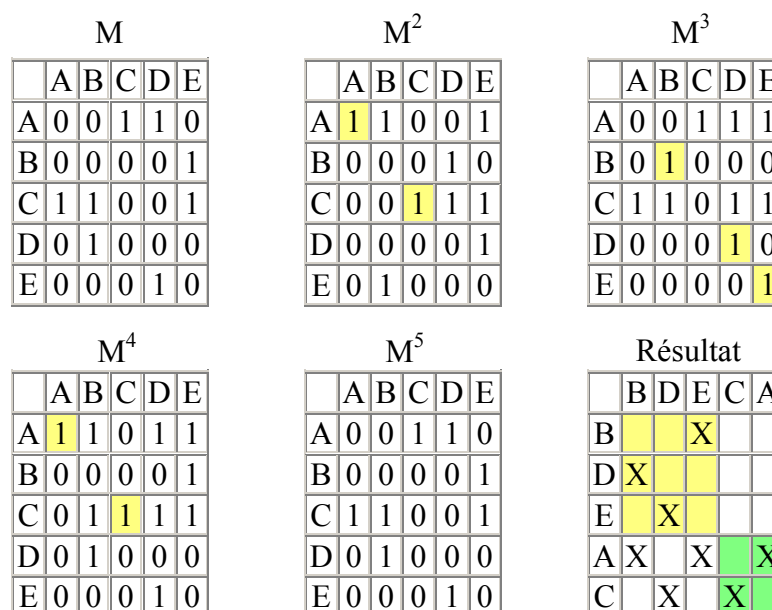 M
A B C D E
A 0 0 1 1 0
B 0 0 0 0 1
C 1 1 0 0 1
D 0 1 0 0 0
E 0 0 0 1 0
M²
A B C D E
A 1 1 0 0 1
B 0 0 0 1 0
C 0 0 1 1 1
D 0 0 0 0 1
E 0 1 0 0 0
M³
A B C D E
A 0 0 1 1 1
B 0 1 0 0 0
C 1 1 0 1 1
D 0 0 0 1 0
E 0 0 0 0 1
M⁴
A B C D E
A 1 1 0 1 1
B 0 0 0 0 1
C 0 1 1 1 1
D 0 1 0 0 0
E 0 0 0 1 0
M⁵
A B C D E
A 0 0 1 1 0
B 0 0 0 0 1
C 1 1 0 0 1
D 0 1 0 0 0
E 0 0 0 1 0
Résultat
B D E C A
B X
D X
E X
A X X X
C X X